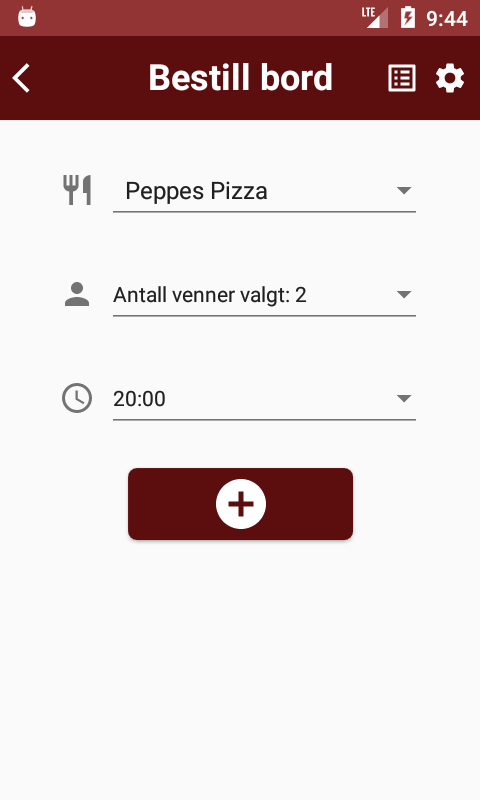 LTE 9:44
Bestill bord
Peppes Pizza
Antall venner valgt: 2
20:00